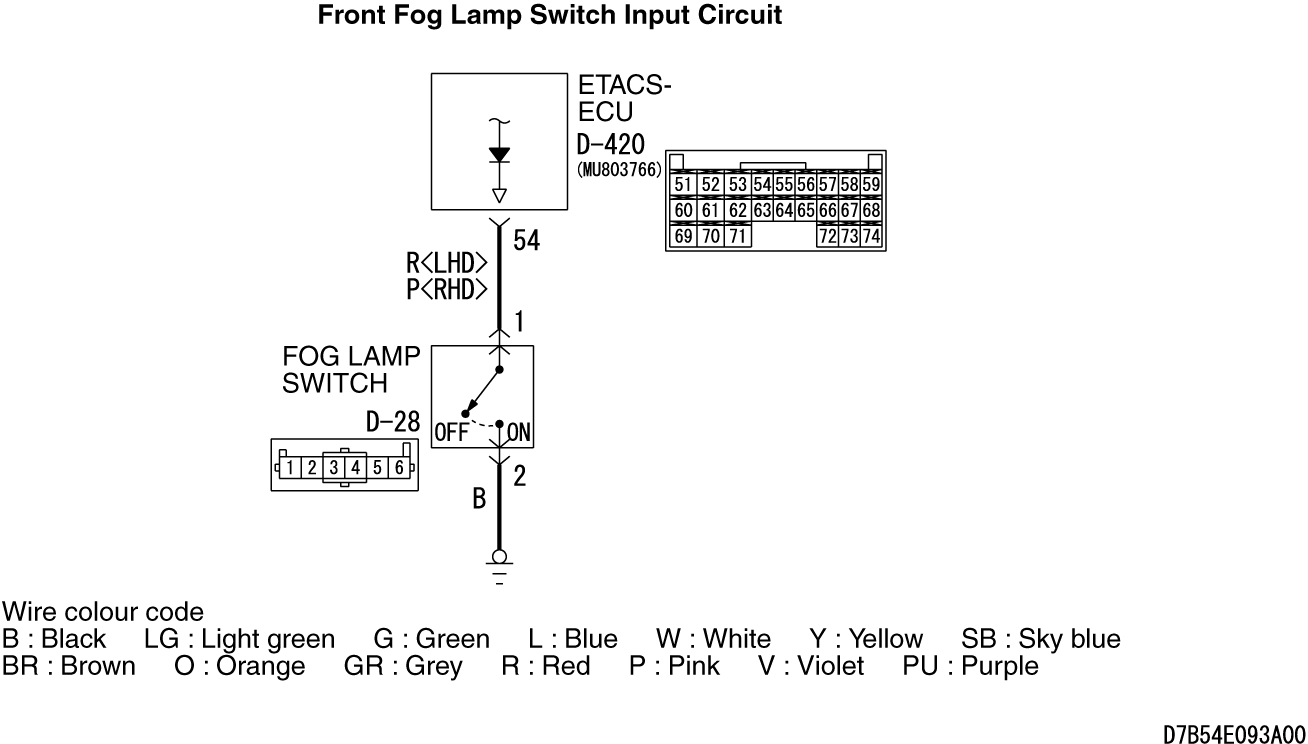 Front Fog Lamp Switch Input Circuit
ETACS-
ECU
D-420
(MU803766)
51 52 53 54 55 56 57 58 59
60 61 62 63 64 65 66 67 68
69 70 71 72 73 74
54
R<LHD>
P<RHD>
1
FOG LAMP
SWITCH
D-28
OFF ON
1 2 3 4 5 6
2
B
Wire colour code
B : Black LG : Light green G : Green L : Blue W : White Y : Yellow SB : Sky blue
BR : Brown O : Orange GR : Grey R : Red P : Pink V : Violet PU : Purple
D7B54E093A00